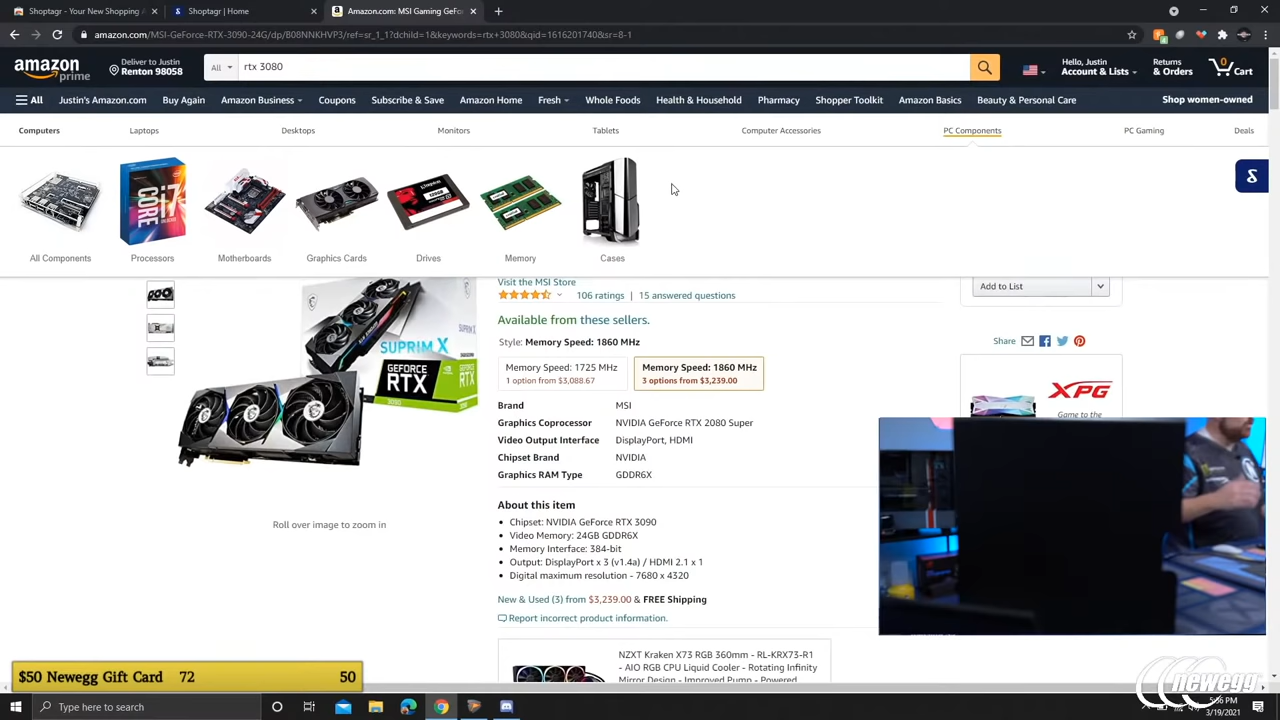 Shoptagr - Your New Shopping A
Shoptagr
Amazon.com: MSI Gaming GeForc
amazon.com/MSI-GeForce-RTX-3090-24G/dp/B08NNKHVP3/ref=sr_1_1?dchild=1&keywords=rtx+3080&qid=1616201740&sr=8-1
amazon prime
Deliver to Justin
Renton 98058
All
rtx 3080
Hello, Justin
Account & Lists
Returns
& Orders
0
Cart
All
Justin's Amazon.com
Buy Again
Amazon Business
Coupons
Subscribe & Save
Amazon Home
Fresh
Whole Foods
Health & Household
Pharmacy
Shopper Toolkit
Amazon Basics
Beauty & Personal Care
Shop women-owned
Computers
Laptops
Desktops
Monitors
Tablets
Computer Accessories
PC Components
PC Gaming
Deals
All Components
Processors
Motherboards
Graphics Cards
Drives
Memory
Cases
Visit the MSI Store
106 ratings | 15 answered questions
Add to List
Available from these sellers.
Style: Memory Speed: 1860 MHz
Share
Memory Speed: 1725 MHz
1 option from $3,088.67
Memory Speed: 1860 MHz
3 options from $3,239.00
SUPRIM X
GEFORCE
RTX
XPG
Game to the
Brand MSI
Graphics Coprocessor NVIDIA GeForce RTX 2080 Super
Video Output Interface DisplayPort, HDMI
Chipset Brand NVIDIA
Graphics RAM Type GDDR6X
About this item
• Chipset: NVIDIA GeForce RTX 3090
• Video Memory: 24GB GDDR6X
• Memory Interface: 384-bit
• Output: DisplayPort x 3 (v1.4a) / HDMI 2.1 x 1
• Digital maximum resolution - 7680 x 4320
Roll over image to zoom in
New & Used (3) from $3,239.00 & FREE Shipping
Report incorrect product information.
NZXT Kraken X73 RGB 360mm - RL-KRX73-R1
- AIO RGB CPU Liquid Cooler - Rotating Infinity
Mirror Design - Improved Pump - Powered
$50 Newegg Gift Card 72 50
newegg
Type here to search
5:56 PM
3/19/2021